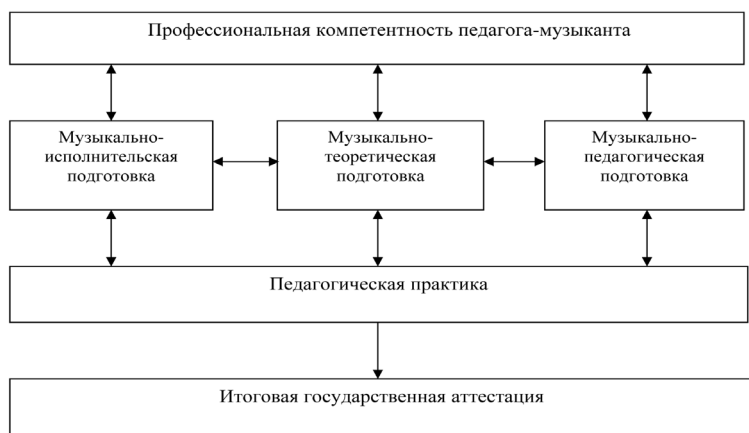 Профессиональная компетентность педагога-музыканта
Музыкально-
исполнительская
подготовка
Музыкально-
теоретическая
подготовка
Музыкально-
педагогическая
подготовка
Педагогическая практика
Итоговая государственная аттестация